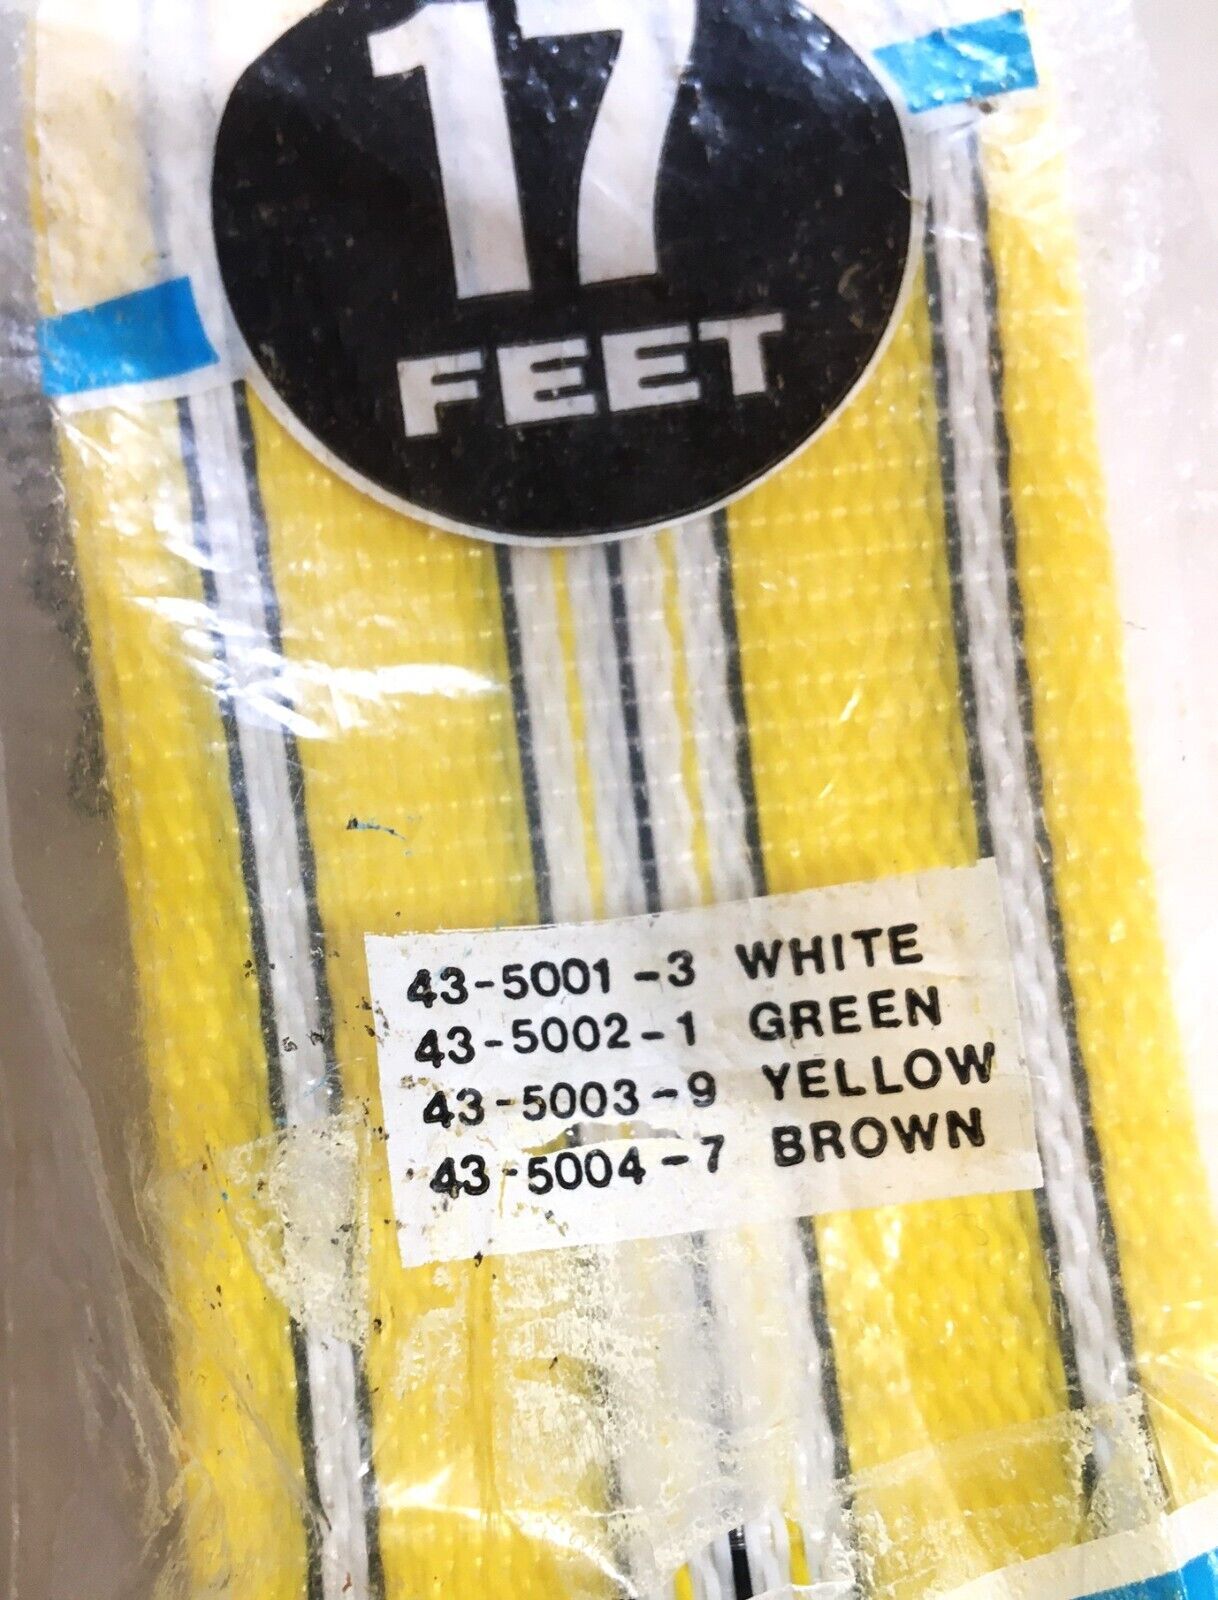 17
FEET
43-5001-3 WHITE
43-5002-1 GREEN
43-5003-9 YELLOW
43-5004-7 BROWN